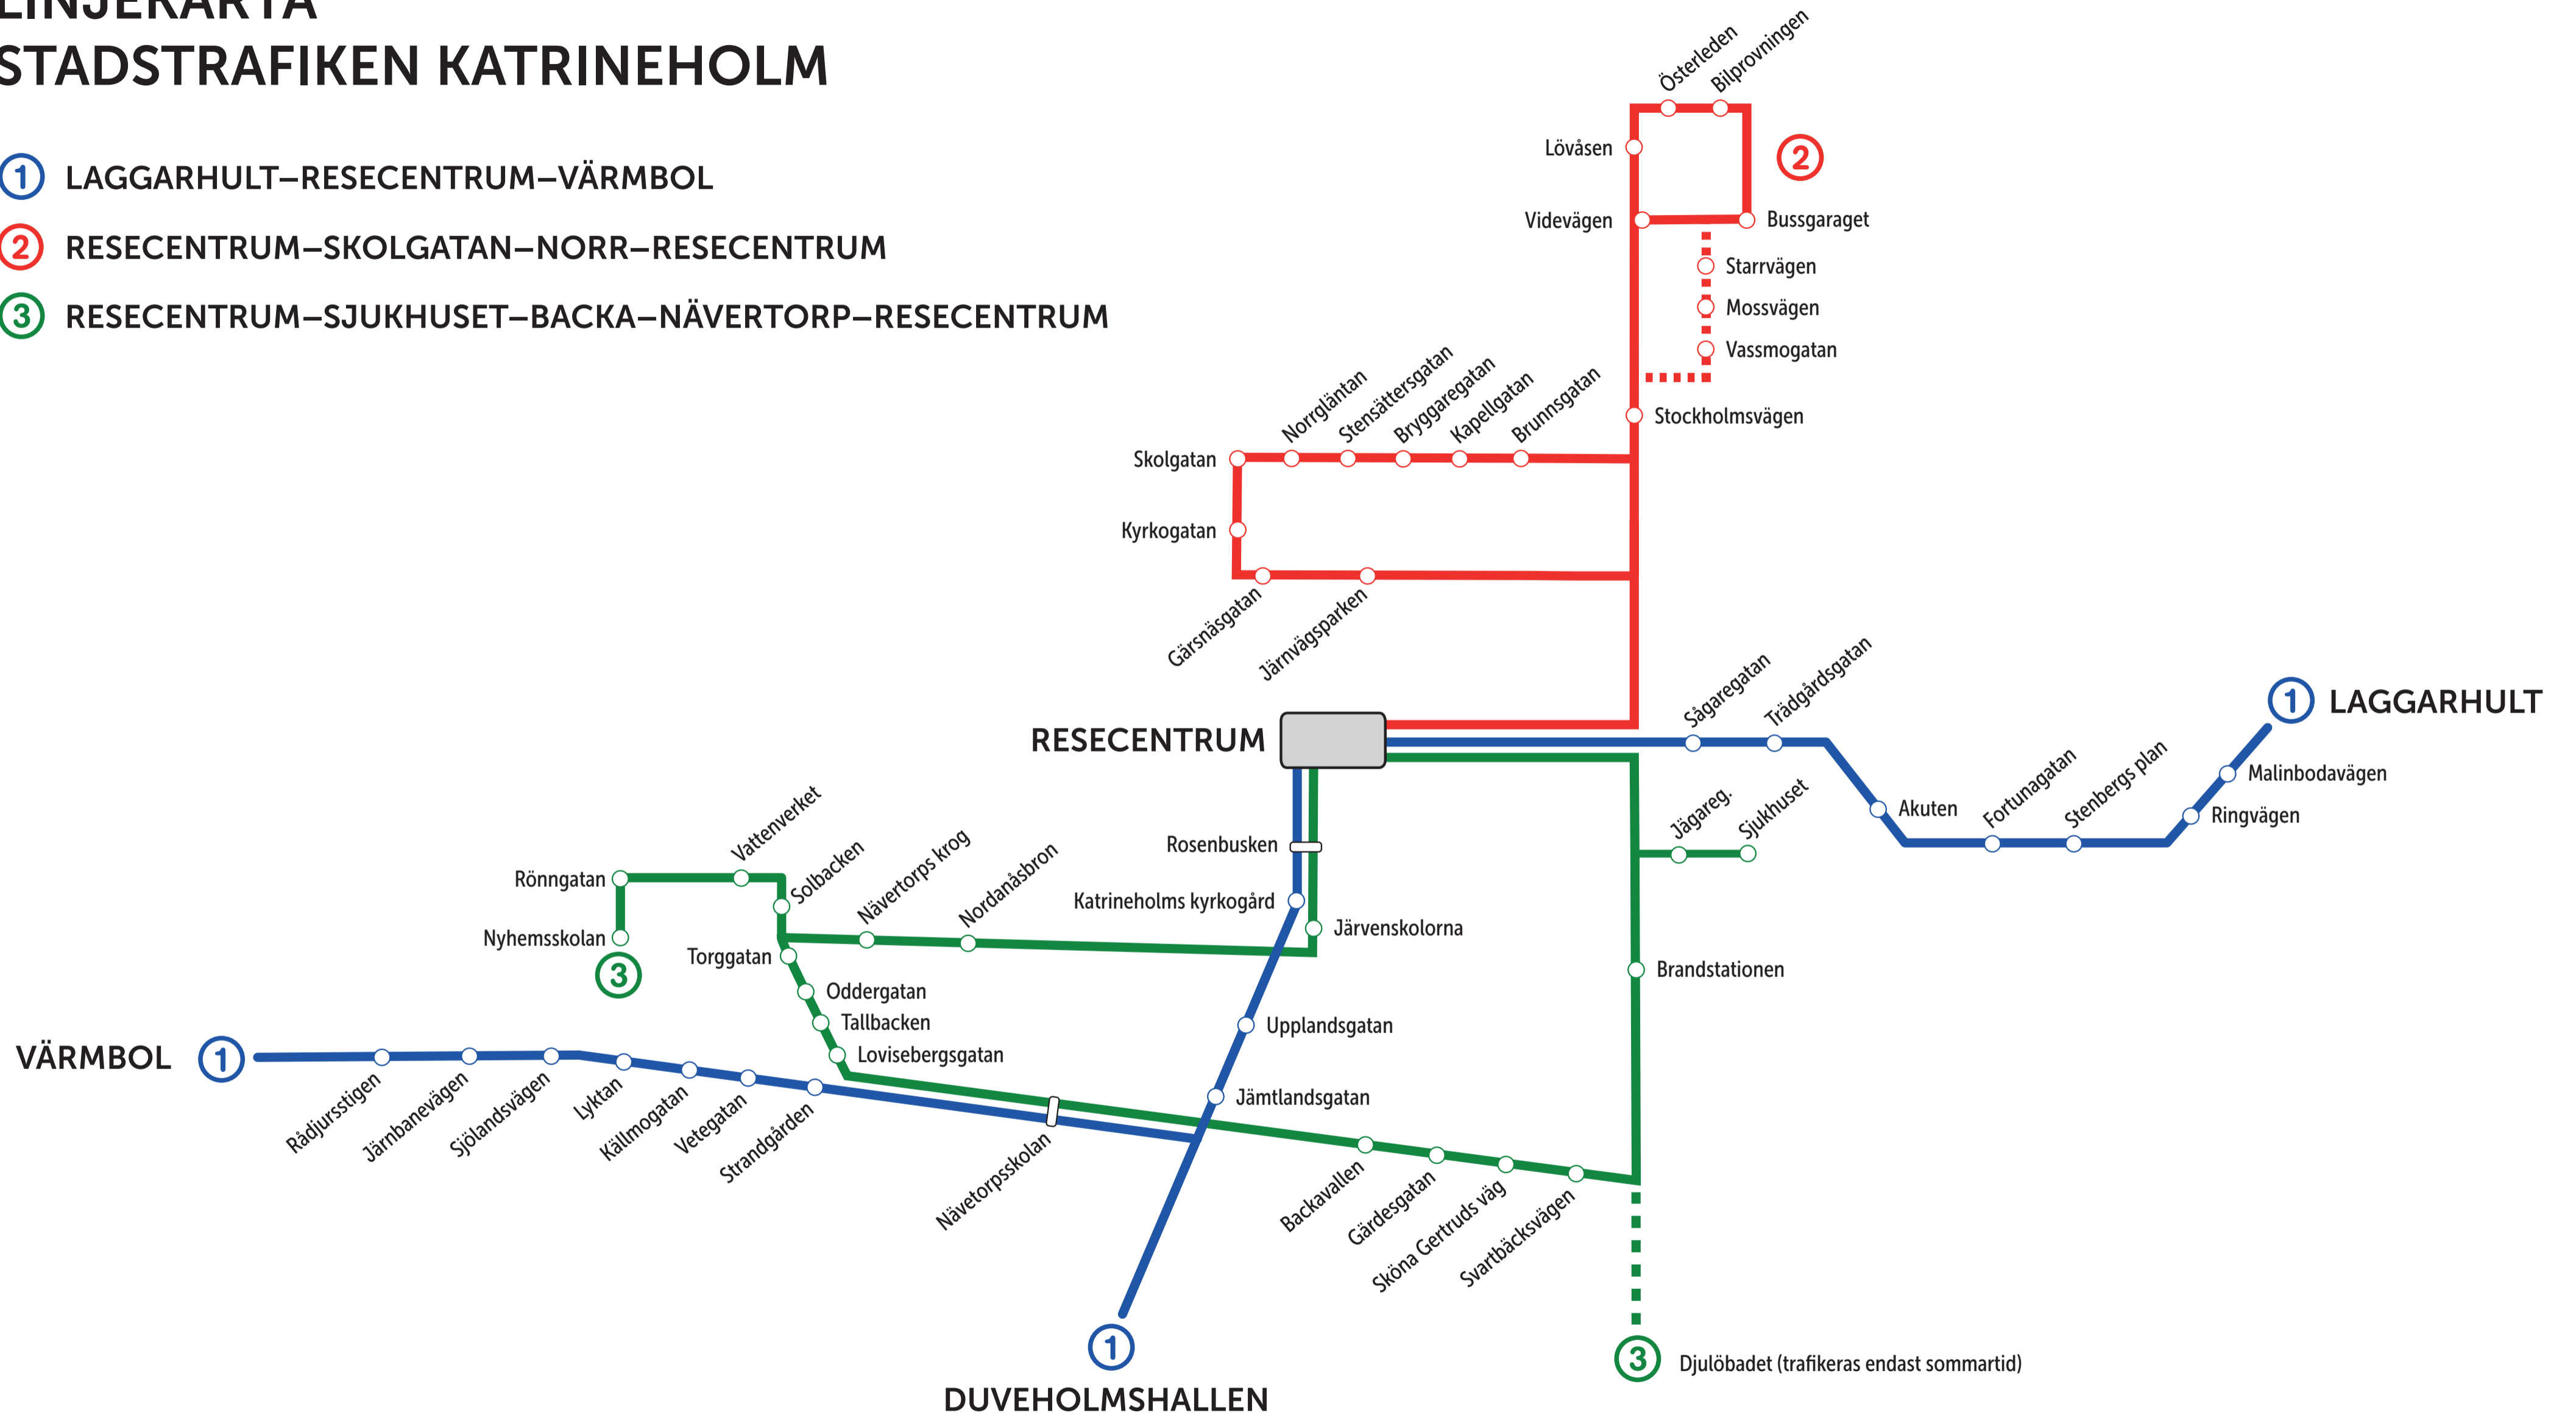 LINJEKARTA
STADSTRAFIKEN KATRINEHOLM
1 LAGGARHULT–RESECENTRUM–VÄRMBOL
2 RESECENTRUM–SKOLGATAN–NORR–RESECENTRUM
3 RESECENTRUM–SJUKHUSET–BACKA–NÄVERTORP–RESECENTRUM
Österleden
Bilprovningen
Lövåsen
2
Videvägen
Bussgaraget
Starrvägen
Mossvägen
Vassmogatan
Stockholmsvägen
Norrgläntan
Stensättersgatan
Bryggaregatan
Kapellgatan
Brunnsgatan
Skolgatan
Kyrkogatan
Gärsnäsgatan
Järnvägsparken
RESECENTRUM
Sågaregatan
Trädgårdsgatan
1 LAGGARHULT
Malinbodavägen
Ringvägen
Akuten
Fortunagatan
Stenbergs plan
Jägareg.
Sjukhuset
Rosenbusken
Katrineholms kyrkogård
Järvenskolorna
Vattenverket
Solbacken
Nävertorps krog
Nordanåsbron
Rönngatan
Nyhemsskolan
3
Torggatan
Oddergatan
Tallbacken
Lovisebergsgatan
Brandstationen
Upplandsgatan
Jämtlandsgatan
VÄRMBOL 1
Rådjursstigen
Järnbanevägen
Sjölandsvägen
Lyktan
Källmogatan
Vetegatan
Strandgården
Nävetorpsskolan
Backavallen
Gärdesgatan
Sköna Gertruds väg
Svartbäcksvägen
1
DUVEHOLMSHALLEN
3 Djulöbadet (trafikeras endast sommartid)